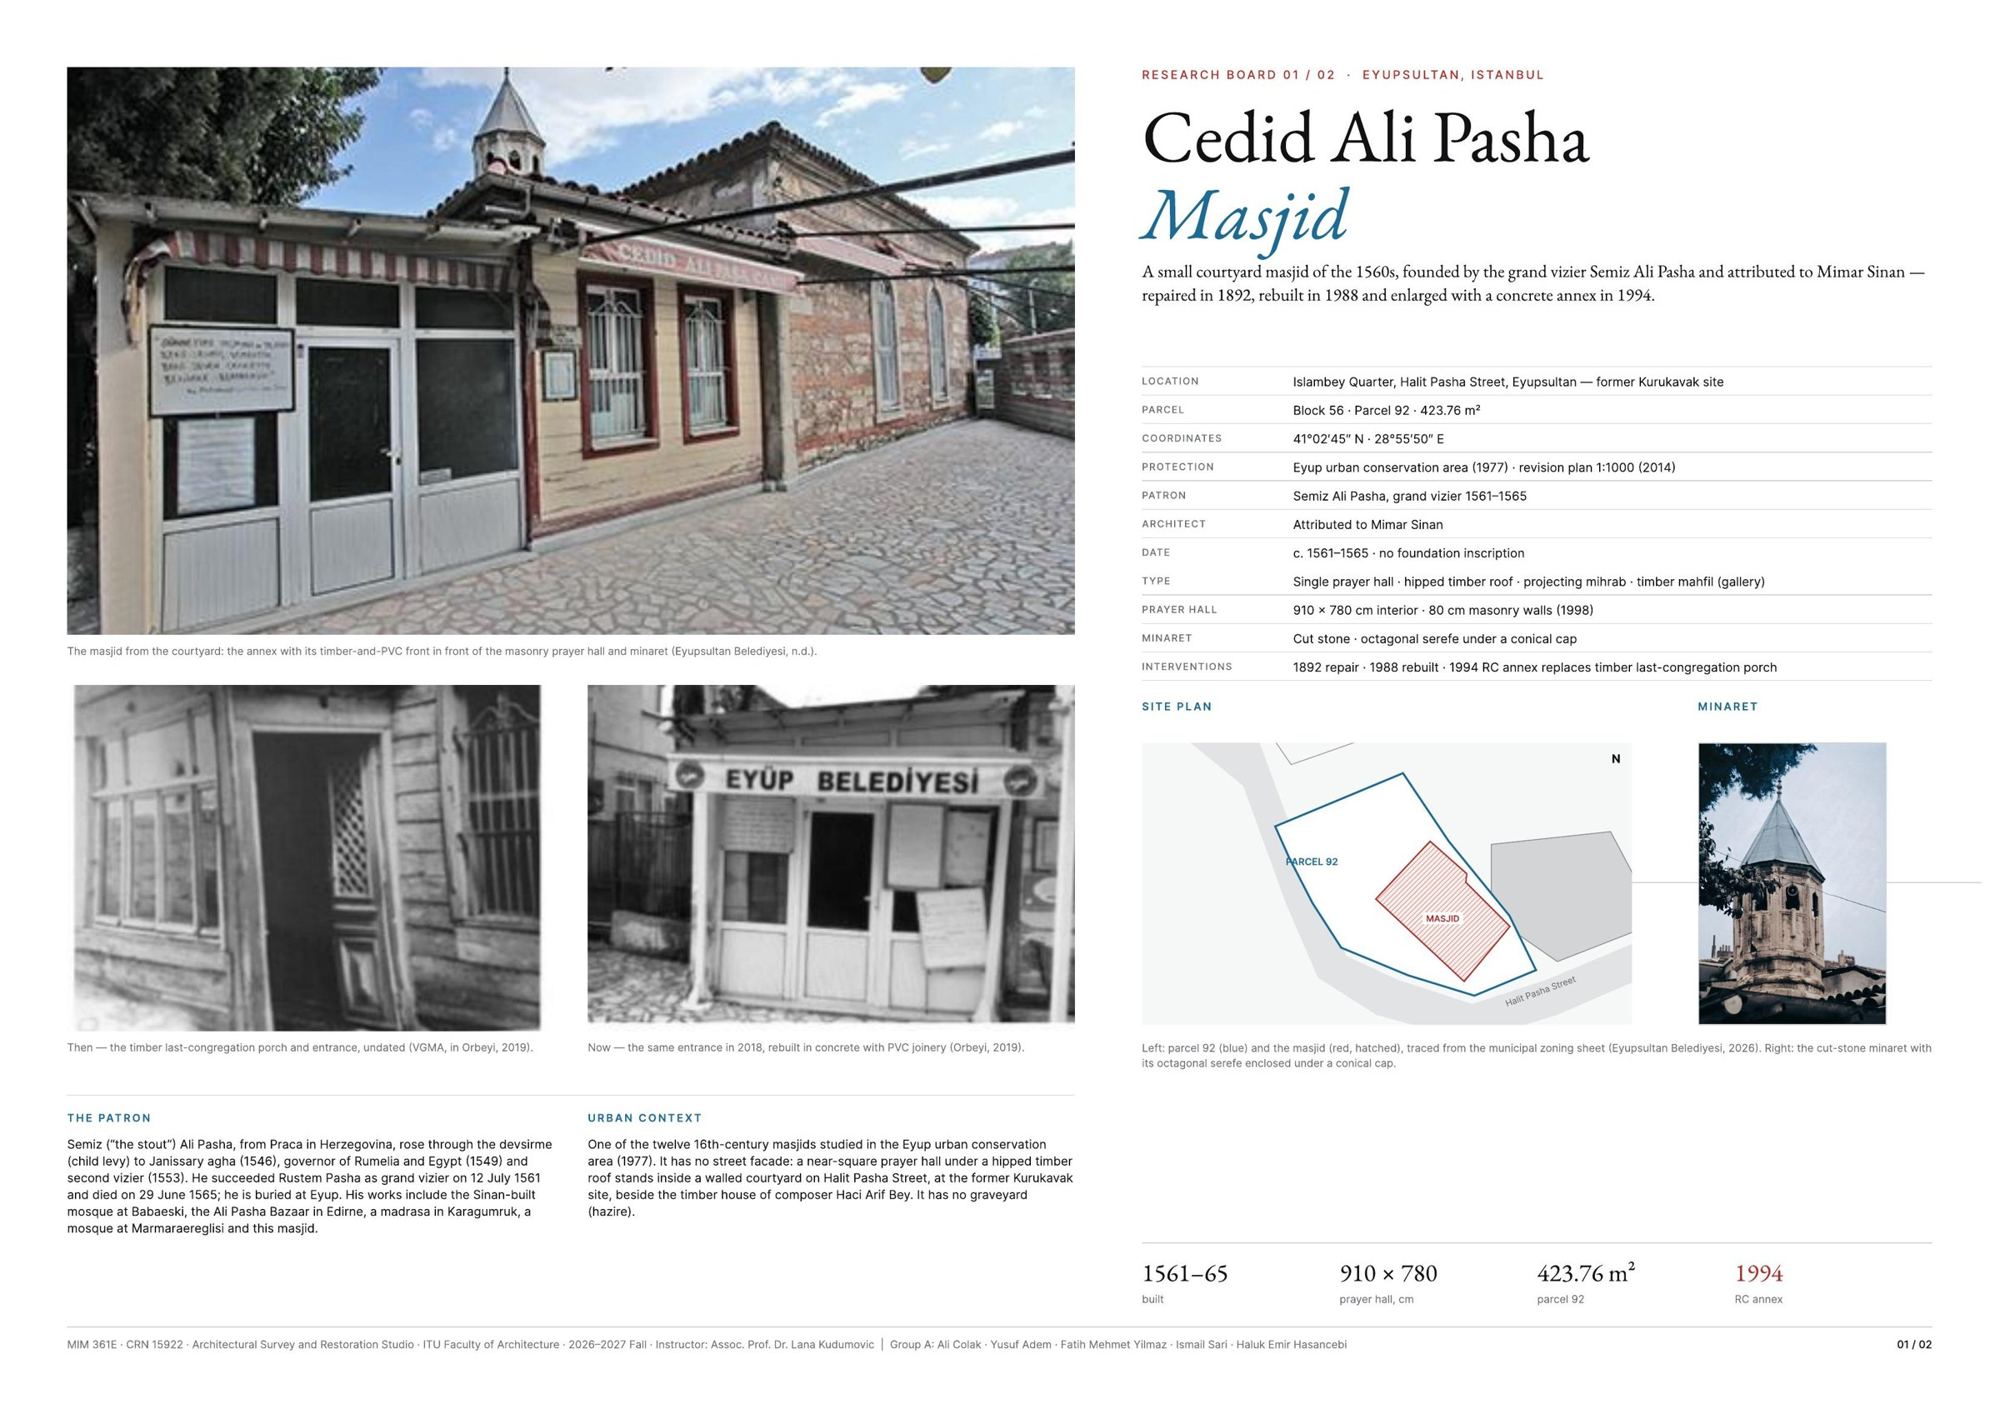 CEDİD ALİ PAŞA CAMİİ
EYÜP BELEDİYESİ
The masjid from the courtyard: the annex with its timber-and-PVC front in front of the masonry prayer hall and minaret (Eyupsultan Belediyesi, n.d.).
Then — the timber last-congregation porch and entrance, undated (VGMA, in Orbeyi, 2019).
Now — the same entrance in 2018, rebuilt in concrete with PVC joinery (Orbeyi, 2019).
THE PATRON
Semiz (“the stout”) Ali Pasha, from Praca in Herzegovina, rose through the devsirme
(child levy) to Janissary agha (1546), governor of Rumelia and Egypt (1549) and
second vizier (1553). He succeeded Rustem Pasha as grand vizier on 12 July 1561
and died on 29 June 1565; he is buried at Eyup. His works include the Sinan-built
mosque at Babaeski, the Ali Pasha Bazaar in Edirne, a madrasa in Karagumruk, a
mosque at Marmaraereglisi and this masjid.
URBAN CONTEXT
One of the twelve 16th-century masjids studied in the Eyup urban conservation
area (1977). It has no street facade: a near-square prayer hall under a hipped timber
roof stands inside a walled courtyard on Halit Pasha Street, at the former Kurukavak
site, beside the timber house of composer Haci Arif Bey. It has no graveyard
(hazire).
RESEARCH BOARD 01 / 02 · EYUPSULTAN, ISTANBUL
Cedid Ali Pasha
Masjid
A small courtyard masjid of the 1560s, founded by the grand vizier Semiz Ali Pasha and attributed to Mimar Sinan —
repaired in 1892, rebuilt in 1988 and enlarged with a concrete annex in 1994.
LOCATION Islambey Quarter, Halit Pasha Street, Eyupsultan — former Kurukavak site
PARCEL Block 56 · Parcel 92 · 423.76 m²
COORDINATES 41°02′45″ N · 28°55′50″ E
PROTECTION Eyup urban conservation area (1977) · revision plan 1:1000 (2014)
PATRON Semiz Ali Pasha, grand vizier 1561–1565
ARCHITECT Attributed to Mimar Sinan
DATE c. 1561–1565 · no foundation inscription
TYPE Single prayer hall · hipped timber roof · projecting mihrab · timber mahfil (gallery)
PRAYER HALL 910 × 780 cm interior · 80 cm masonry walls (1998)
MINARET Cut stone · octagonal serefe under a conical cap
INTERVENTIONS 1892 repair · 1988 rebuilt · 1994 RC annex replaces timber last-congregation porch
SITE PLAN
N
PARCEL 92
MASJID
Halit Pasha Street
MINARET
Left: parcel 92 (blue) and the masjid (red, hatched), traced from the municipal zoning sheet (Eyupsultan Belediyesi, 2026). Right: the cut-stone minaret with
its octagonal serefe enclosed under a conical cap.
1561–65
built
910 × 780
prayer hall, cm
423.76 m²
parcel 92
1994
RC annex
MIM 361E · CRN 15922 · Architectural Survey and Restoration Studio · ITU Faculty of Architecture · 2026–2027 Fall · Instructor: Assoc. Prof. Dr. Lana Kudumovic | Group A: Ali Colak · Yusuf Adem · Fatih Mehmet Yilmaz · Ismail Sari · Haluk Emir Hasancebi
01 / 02